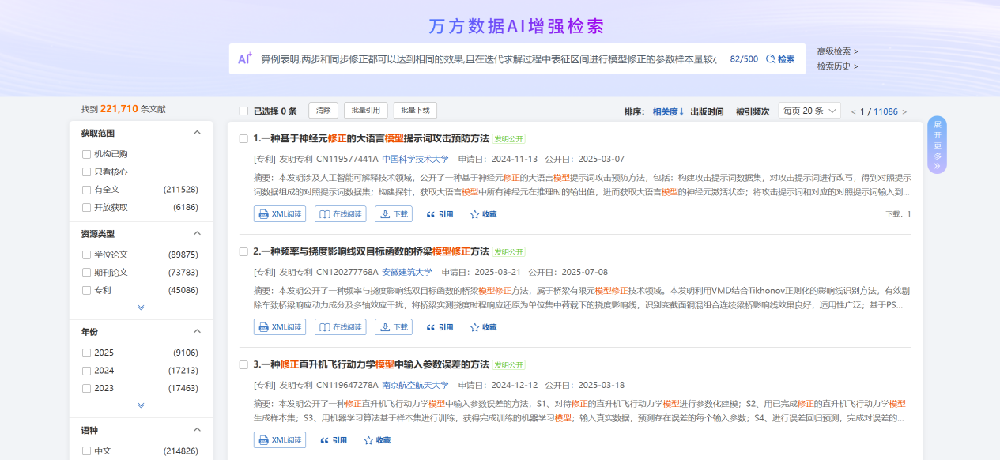 万方数据AI增强检索
AI+ 算例表明,两步和同步修正都可以达到相同的效果,且在迭代求解过程中表征区间进行模型修正的参数样本量较 82/500 检索
高级检索 >
检索历史 >
找到 221,710 条文献
已选择 0 条 清除 批量引用 批量下载 排序: 相关度 出版时间 被引频次 每页 20 条 < 1 / 11086 >
获取范围
机构已购
只看核心
有全文 (211528)
开放获取 (6186)
资源类型
学位论文 (89875)
期刊论文 (73783)
专利 (45086)
年份
2025 (9106)
2024 (17213)
2023 (17463)
语种
中文 (214826)
1.一种基于神经元修正的大语言模型提示词攻击预防方法 发明公开
[专利] 发明专利 CN119577441A 中国科学技术大学 申请日：2024-11-13 公开日：2025-03-07
摘要：本发明涉及人工智能可解释技术领域，公开了一种基于神经元修正的大语言模型提示词攻击预防方法，包括：构建攻击提示词数据集，对攻击提示词进行改写，得到对照提示
词数据组成的对照提示词数据集；构建探针，获取大语言模型中所有神经元在推理时的输出值，进而获取大语言模型的神经元激活状态；将攻击提示词和对应的对照提示词输入到...
XML阅读 在线阅读 下载 引用 收藏 下载：1
2.一种频率与挠度影响线双目标函数的桥梁模型修正方法 发明公开
[专利] 发明专利 CN120277768A 安徽建筑大学 申请日：2025-03-21 公开日：2025-07-08
摘要：本发明公开了一种频率与挠度影响线双目标函数的桥梁模型修正方法，属于桥梁有限元模型修正技术领域。本发明利用VMD结合Tikhonov正则化的影响线识别方法，有效剔
除车致桥梁响应动力成分及多轴效应干扰，将桥梁实测挠度时程响应还原为单位集中荷载下的挠度影响线，识别变截面钢混组合连续梁桥影响线效果良好，适用性广泛；基于PS...
XML阅读 在线阅读 下载 引用 收藏
3.一种修正直升机飞行动力学模型中输入参数误差的方法 发明公开
[专利] 发明专利 CN119647278A 南京航空航天大学 申请日：2024-12-12 公开日：2025-03-18
摘要：本发明公开了一种修正直升机飞行动力学模型中输入参数误差的方法，S1、对待修正的直升机飞行动力学模型进行参数化建模；S2、用已完成修正的直升机飞行动力学模型
生成样本集；S3、用机器学习算法基于样本集进行训练，获得完成训练的机器学习模型；输入真实数据，预测存在误差的每个输入参数；S4、进行误差回归预测，完成对误差的...
XML阅读 引用 收藏
展
开
更
多